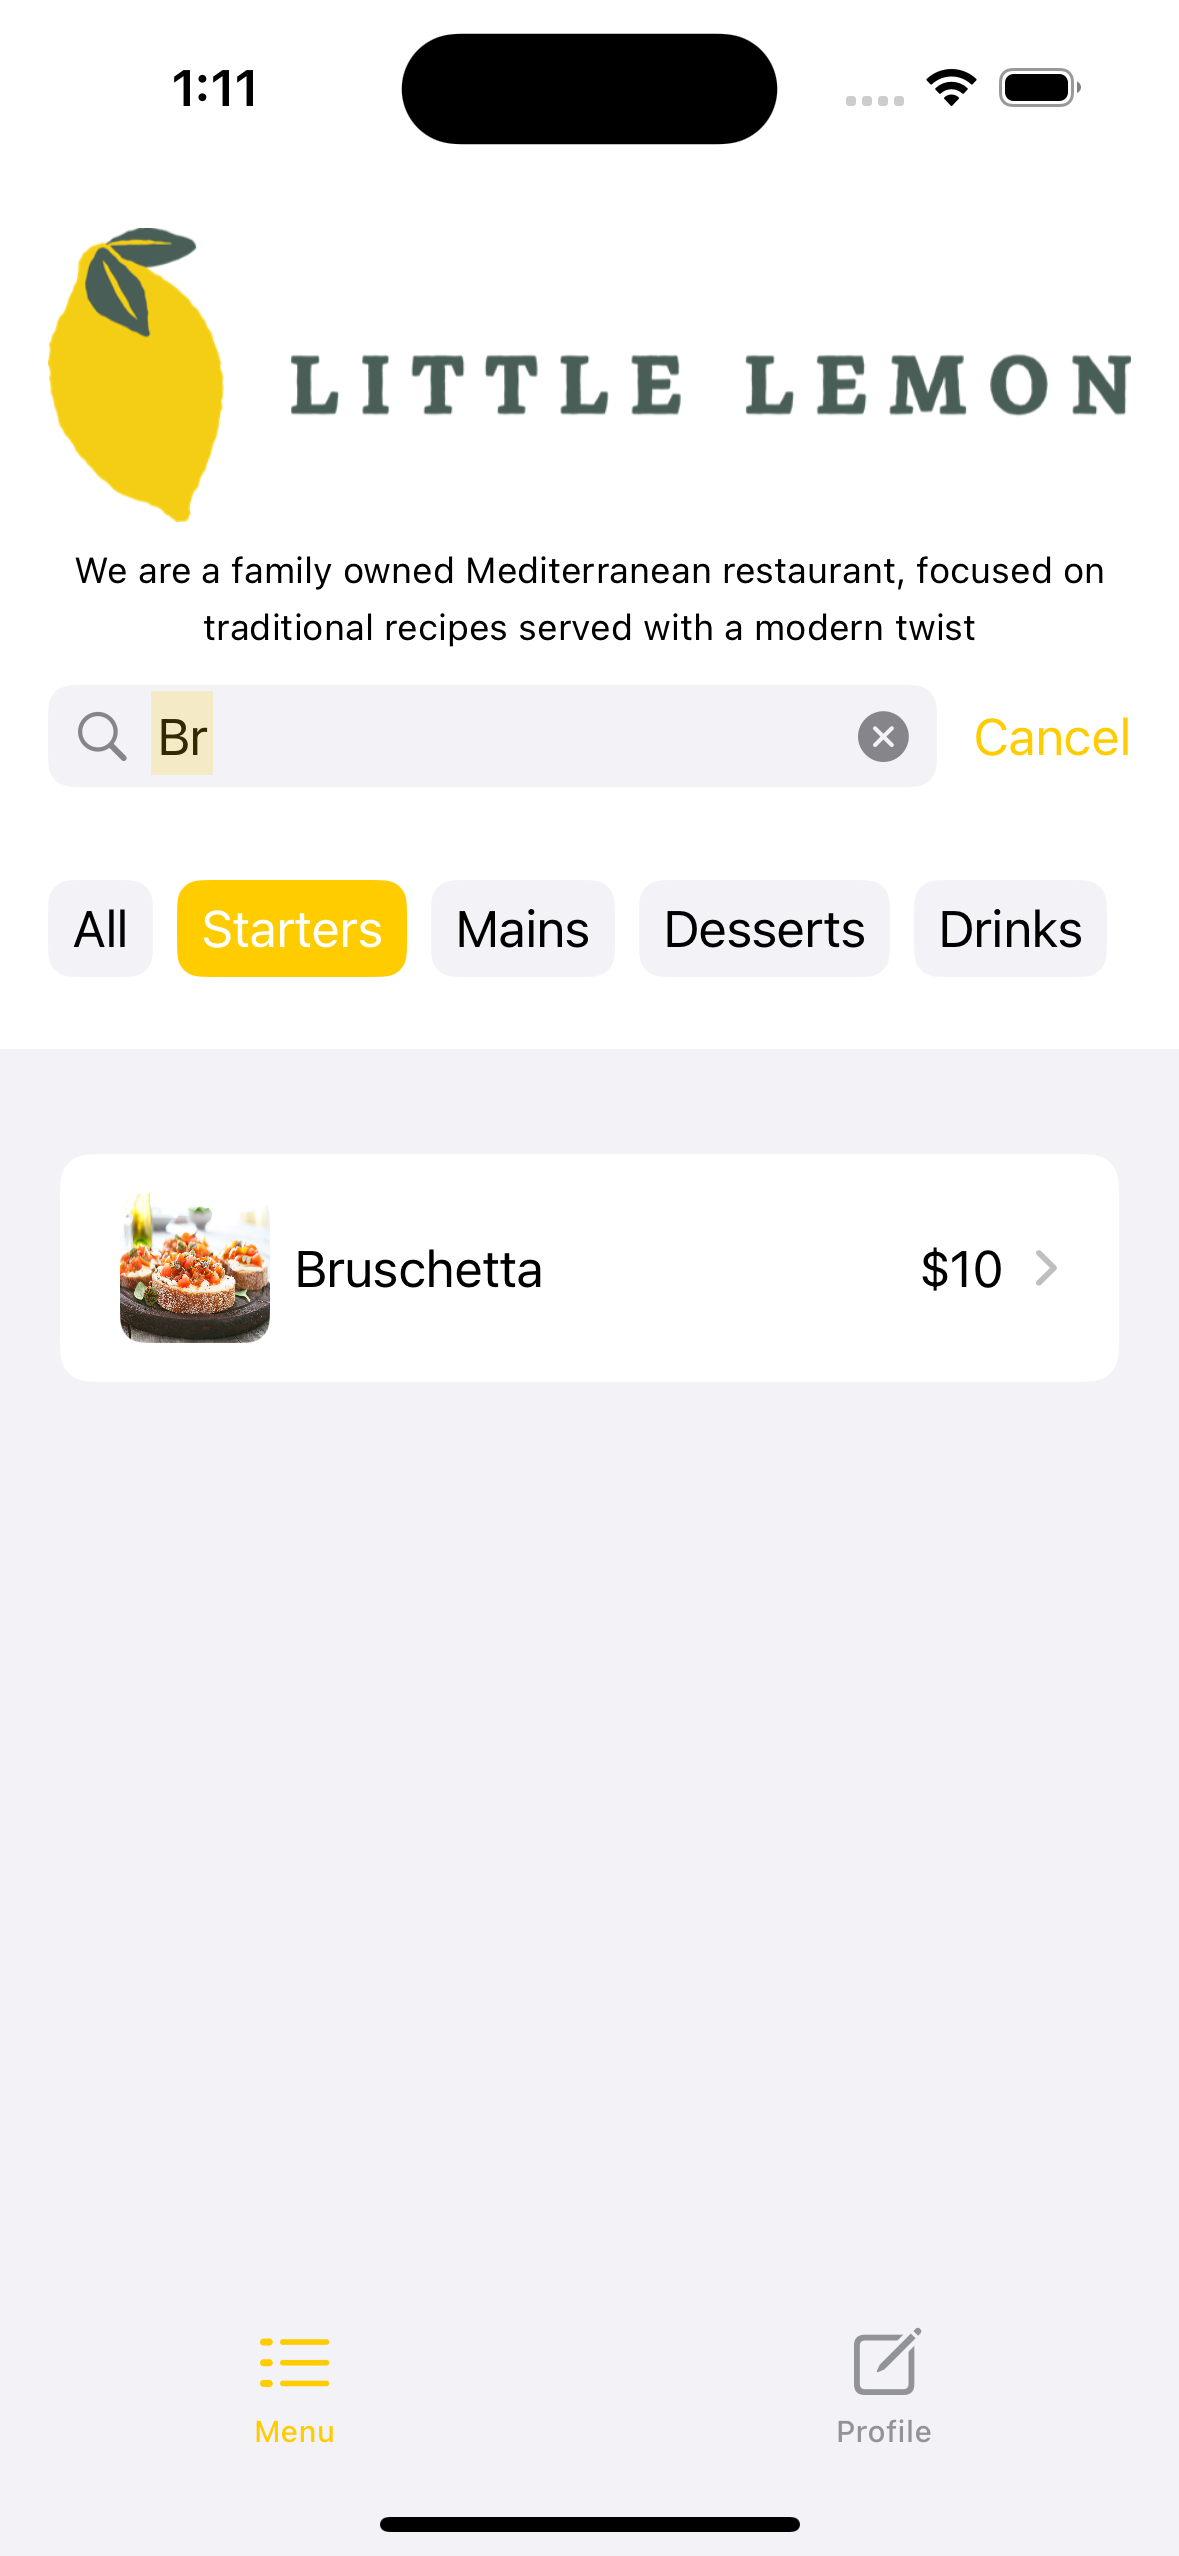 1:11
LITTLE LEMON
We are a family owned Mediterranean restaurant, focused on
traditional recipes served with a modern twist
Br Cancel
All Starters Mains Desserts Drinks
Bruschetta $10
Menu Profile